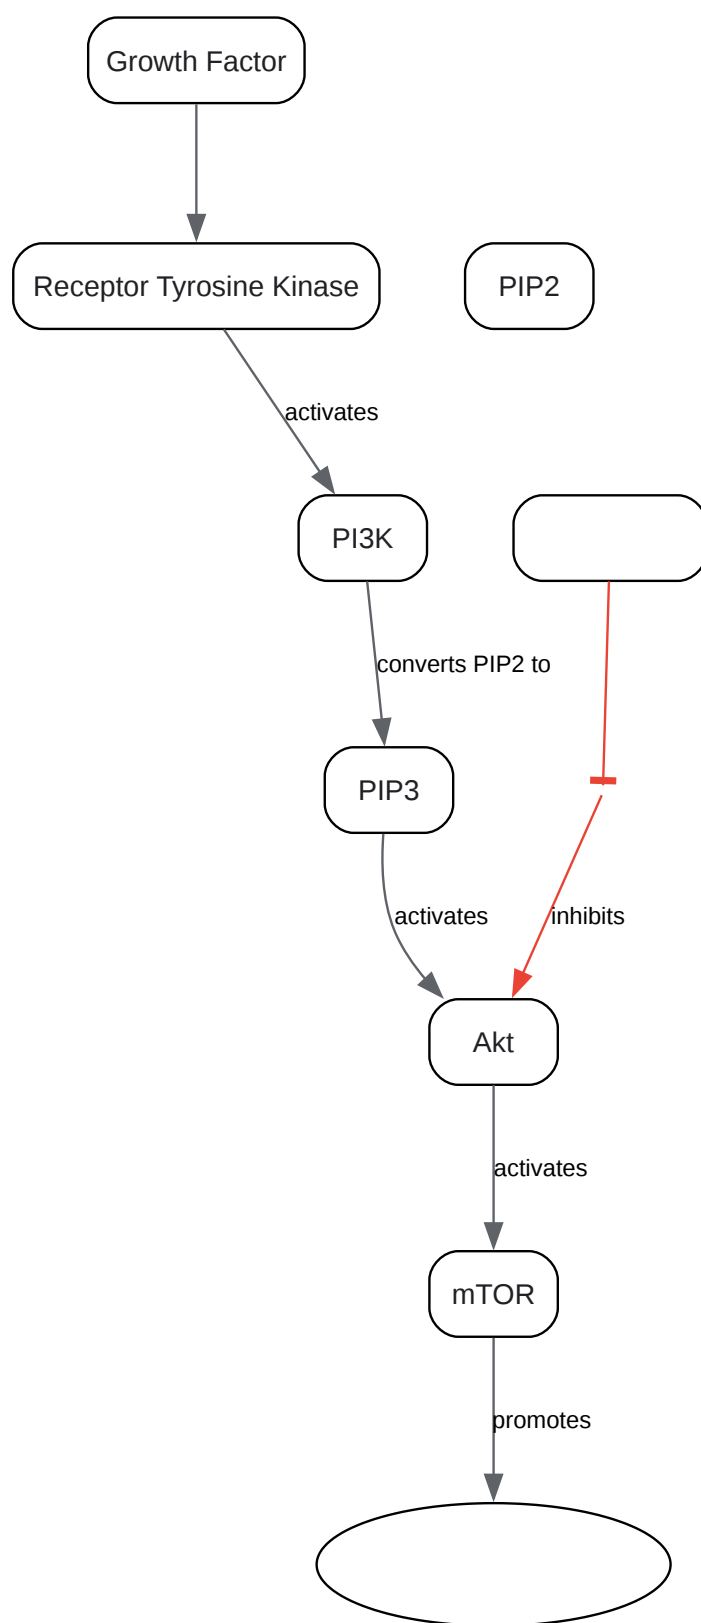 Growth Factor
Receptor Tyrosine Kinase
PIP2
activates
PI3K
converts PIP2 to
PIP3
activates
inhibits
Akt
activates
mTOR
promotes